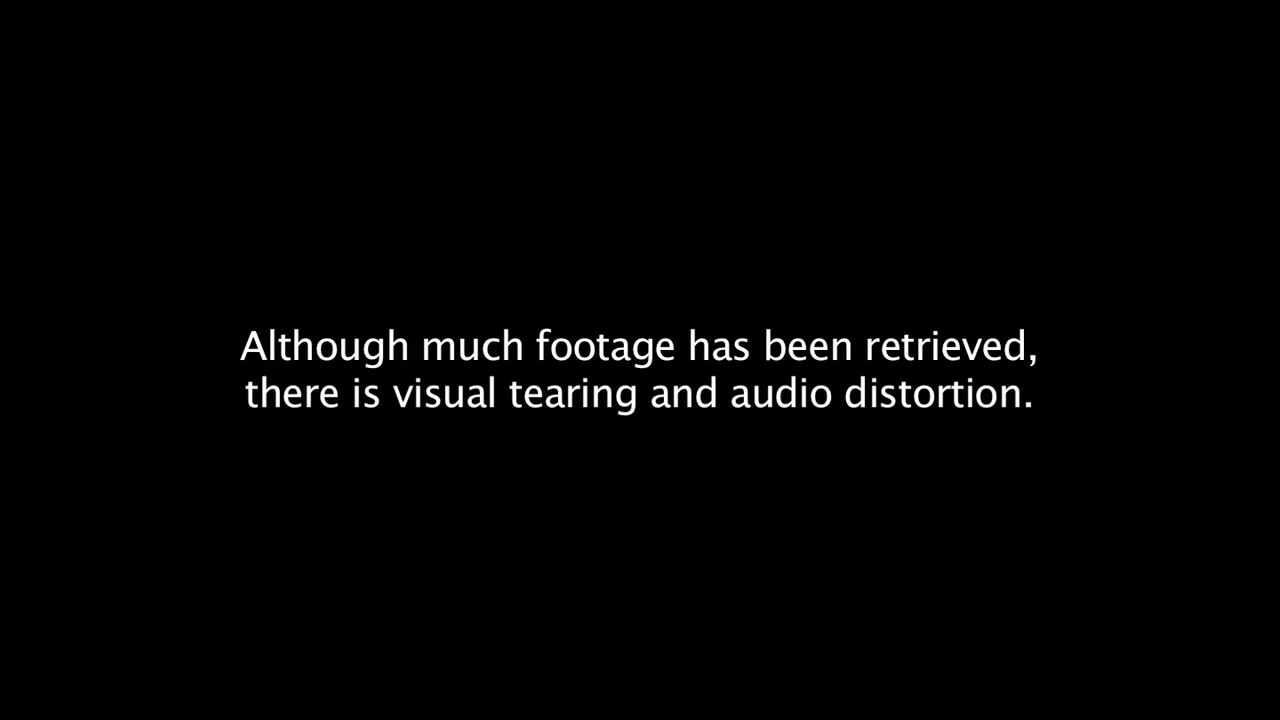 Although much footage has been retrieved,
there is visual tearing and audio distortion.